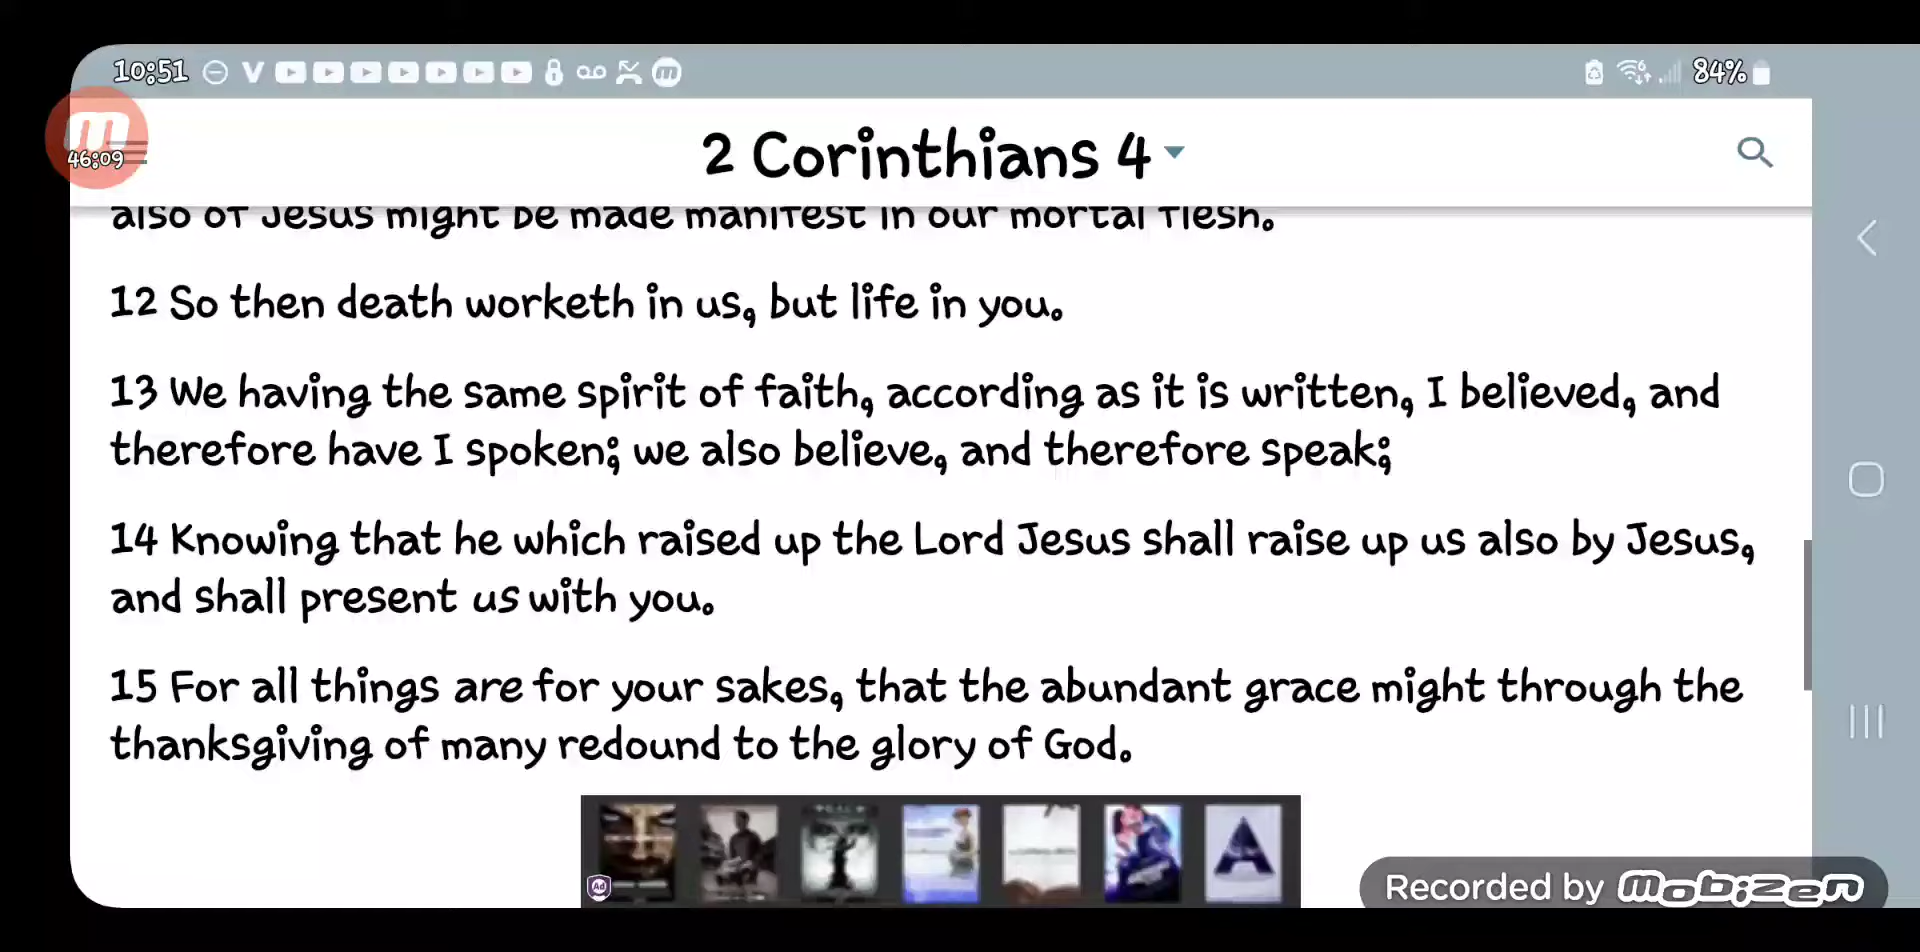 10:51
84%
46:09
2 Corinthians 4
also of Jesus might be made manifest in our mortal flesh.
12 So then death worketh in us, but life in you.
13 We having the same spirit of faith, according as it is written, I believed, and
therefore have I spoken; we also believe, and therefore speak;
14 Knowing that he which raised up the Lord Jesus shall raise up us also by Jesus,
and shall present us with you.
15 For all things are for your sakes, that the abundant grace might through the
thanksgiving of many redound to the glory of God.
Ad
A
Recorded by Mobizen